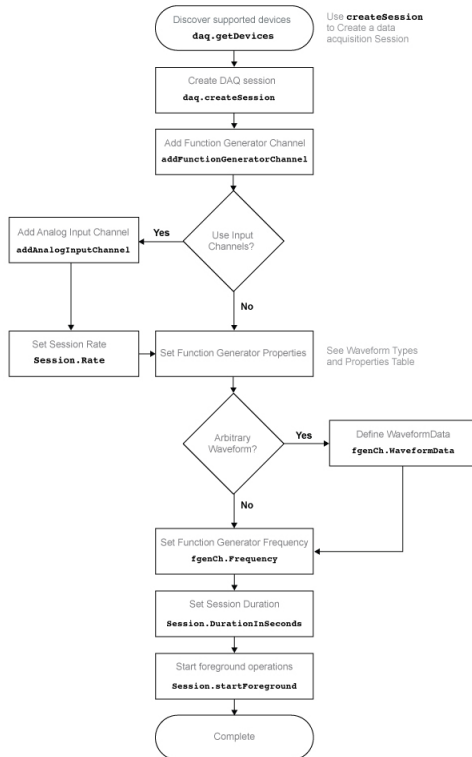 Discover supported devices
daq.getDevices
Use createSession
to Create a data
acquisition Session
Create DAQ session
daq.createSession
Add Function Generator Channel
addFunctionGeneratorChannel
Use Input
Channels?
Yes
Add Analog Input Channel
addAnalogInputChannel
No
Set Session Rate
Session.Rate
Set Function Generator Properties
See Waveform Types
and Properties Table
Arbitrary
Waveform?
Yes
Define WaveformData
fgenCh.WaveformData
No
Set Function Generator Frequency
fgenCh.Frequency
Set Session Duration
Session.DurationInSeconds
Start foreground operations
Session.startForeground
Complete